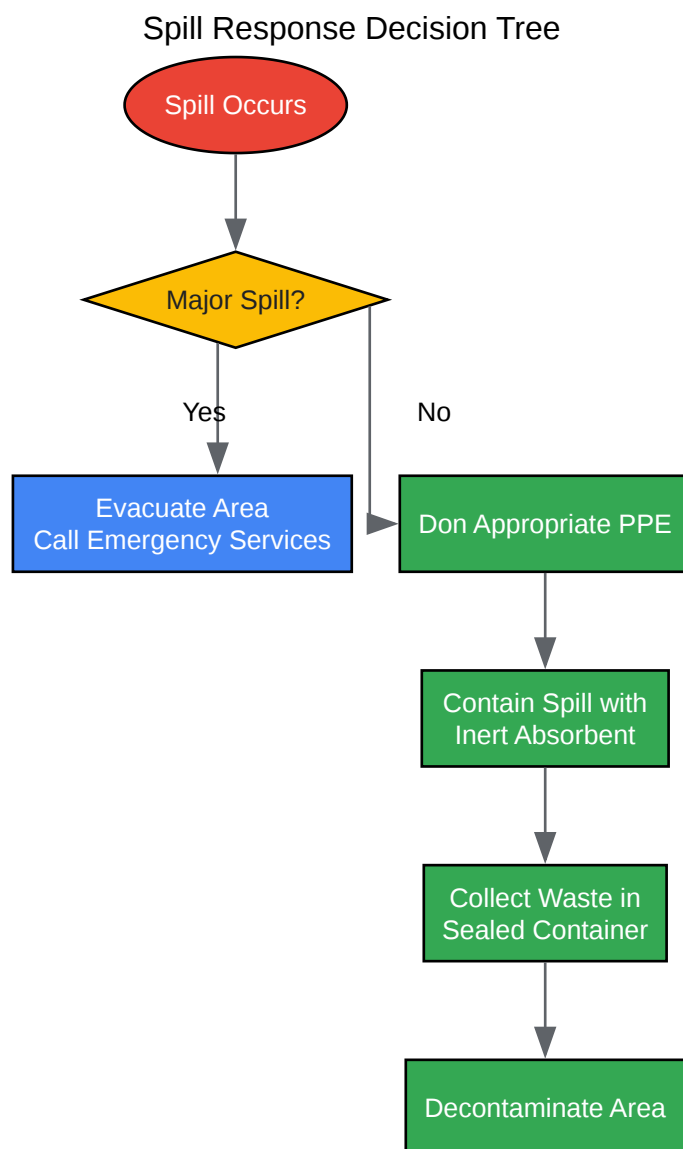 Spill Response Decision Tree
Spill Occurs
Major Spill?
Yes
No
Evacuate Area
Call Emergency Services
Don Appropriate PPE
Contain Spill with
Inert Absorbent
Collect Waste in
Sealed Container
Decontaminate Area